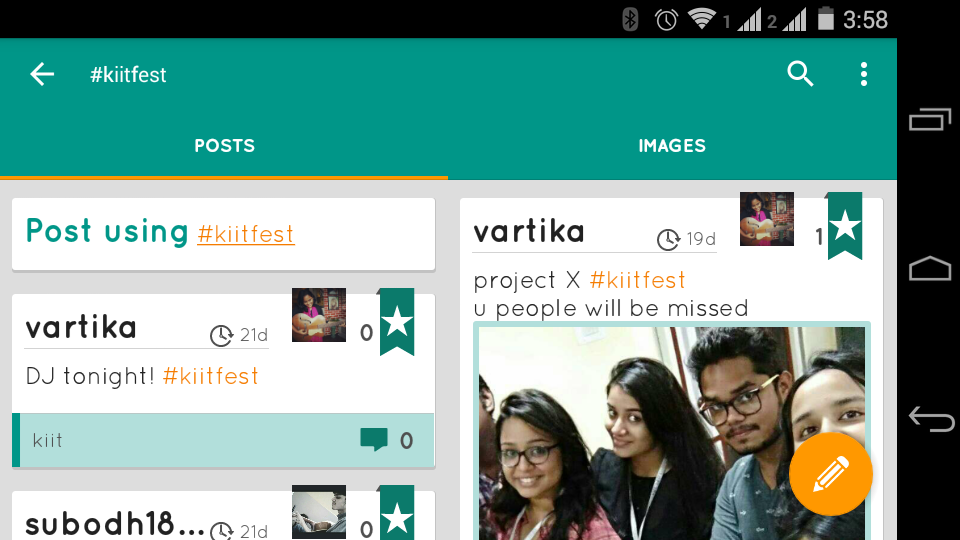 1 2 3:58
#kiitfest
POSTS IMAGES
Post using #kiitfest
vartika 21d 0
DJ tonight! #kiitfest
kiit 0
subodh18... 21d 0
vartika 19d 1
project X #kiitfest
u people will be missed